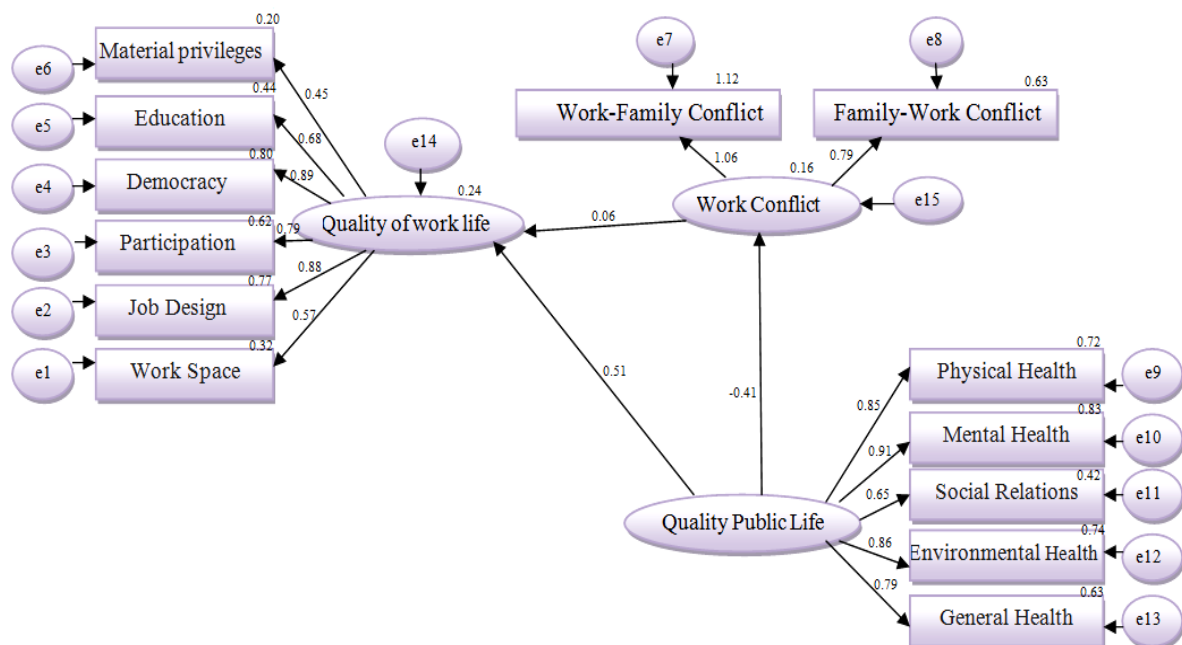 0.20
Material privileges
e6
0.45
0.44
Education
e5
0.68
0.80
Democracy
e4
0.89
0.62
Participation
e3
0.79
0.88
0.77
Job Design
e2
0.57
0.32
Work Space
e1
e14
0.24
Quality of work life
0.06
e7
1.12
Work-Family Conflict
1.06
e8
0.63
Family-Work Conflict
0.79
0.16
Work Conflict
e15
0.51
-0.41
Quality Public Life
0.72
Physical Health
e9
0.85
0.83
Mental Health
e10
0.91
0.42
Social Relations
e11
0.65
0.74
Environmental Health
e12
0.86
0.63
General Health
e13
0.79